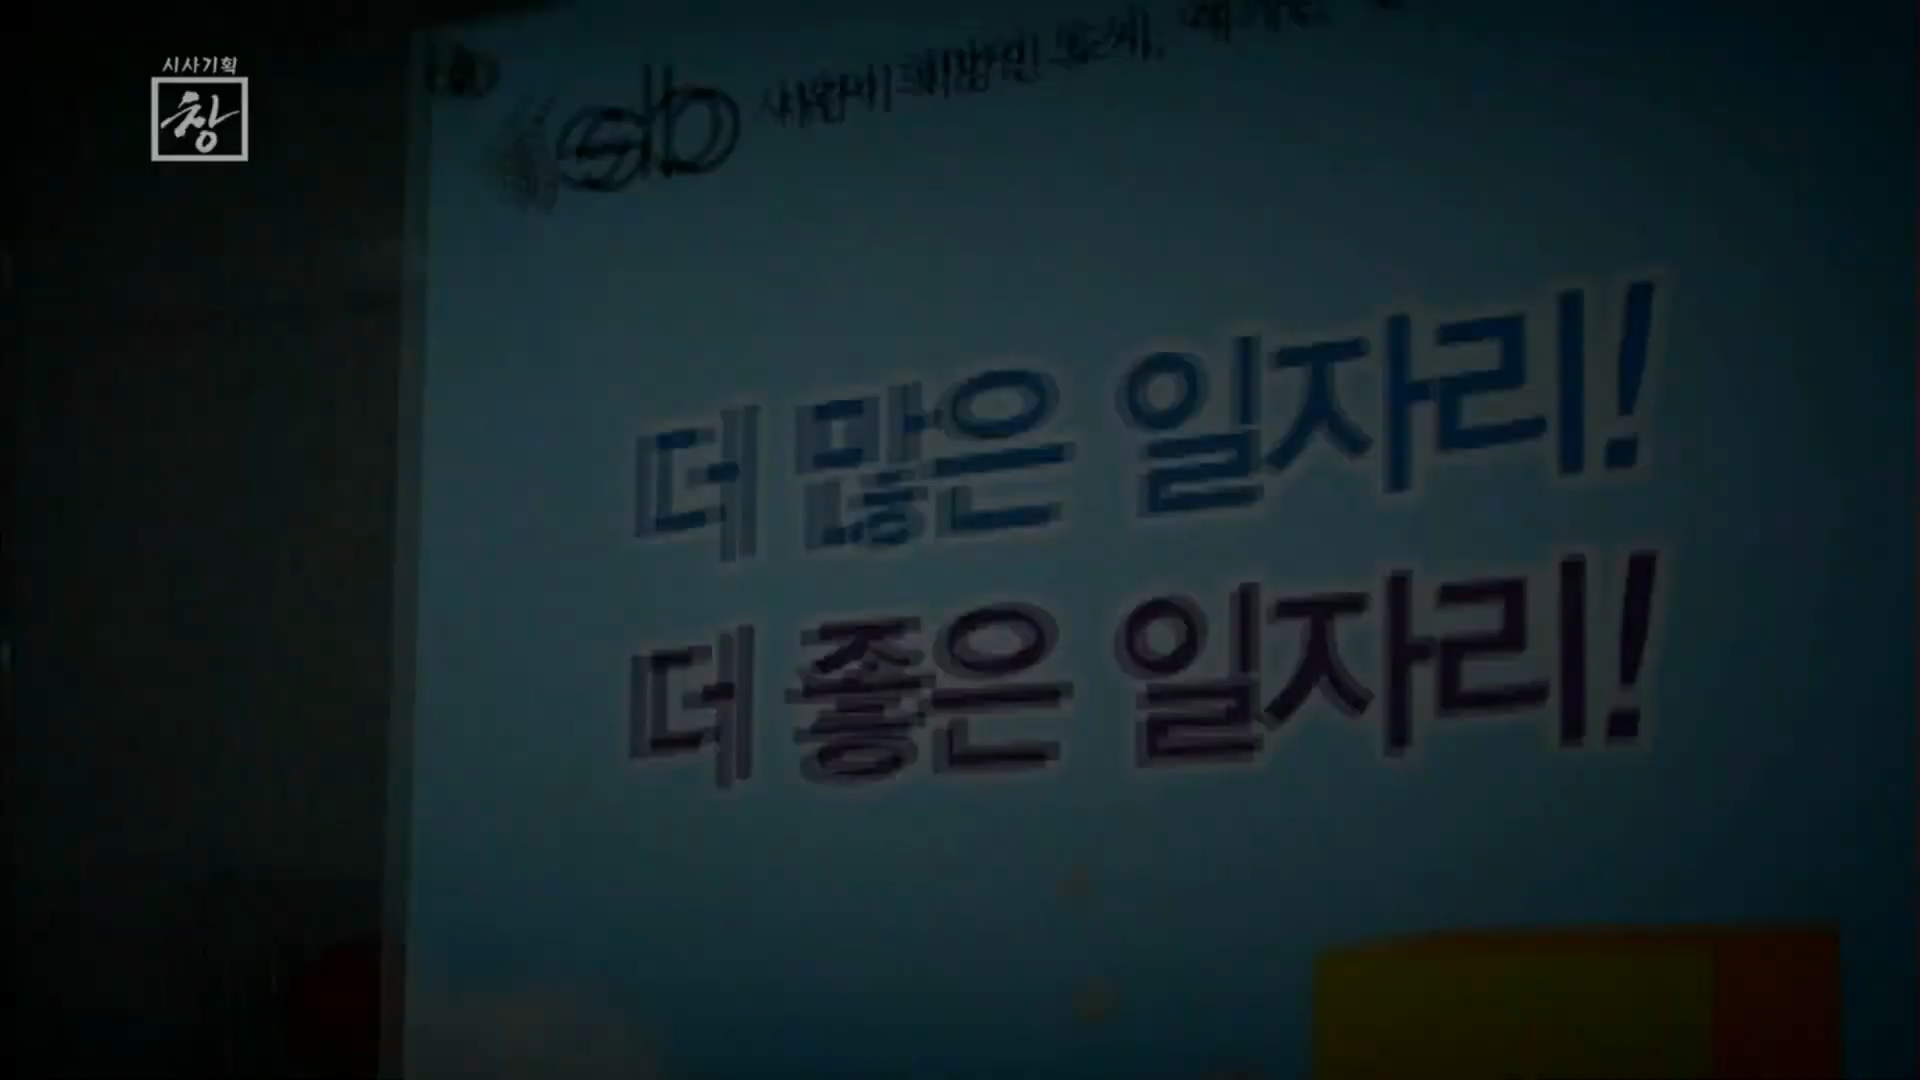 시사기획
창
더 많은 일자리!
더 좋은 일자리!